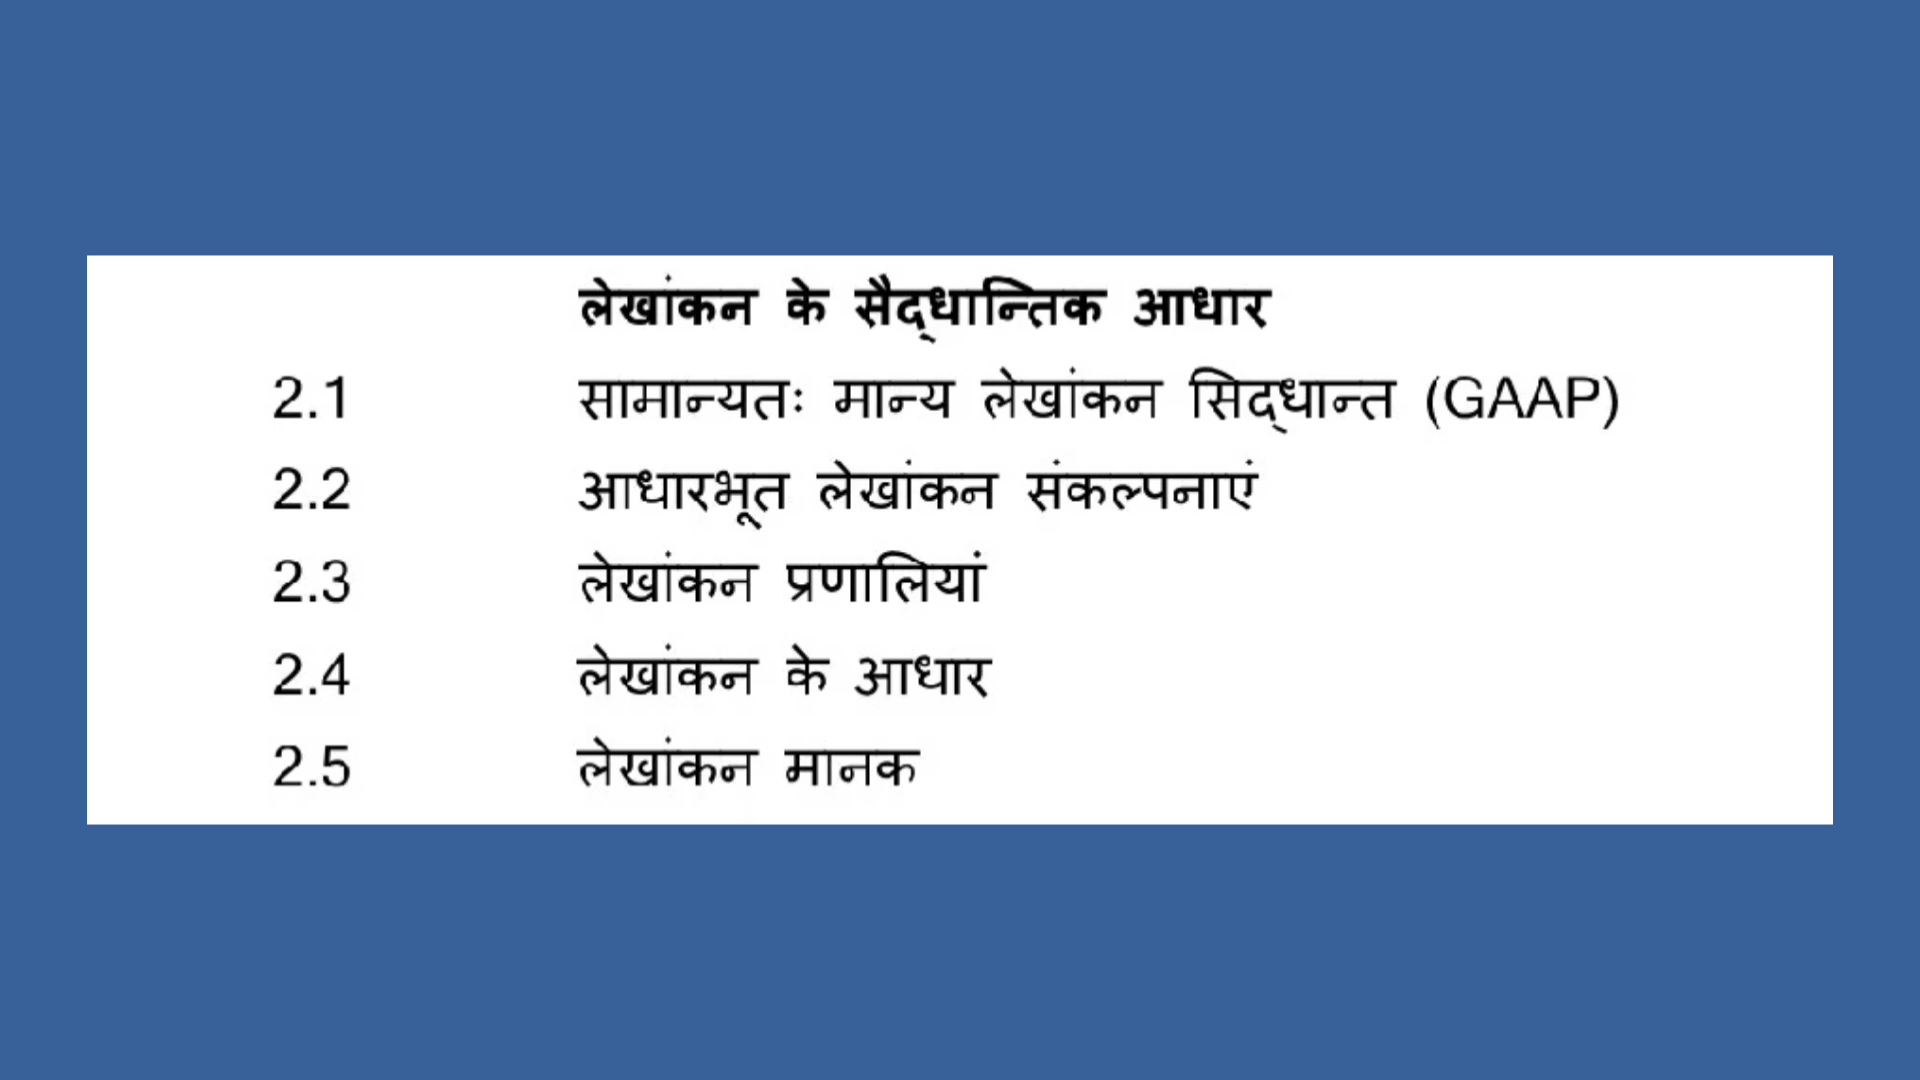 लेखांकन के सैद्धान्तिक आधार
2.1 सामान्यतः मान्य लेखांकन सिद्धान्त (GAAP)
2.2 आधारभूत लेखांकन संकल्पनाएं
2.3 लेखांकन प्रणालियां
2.4 लेखांकन के आधार
2.5 लेखांकन मानक